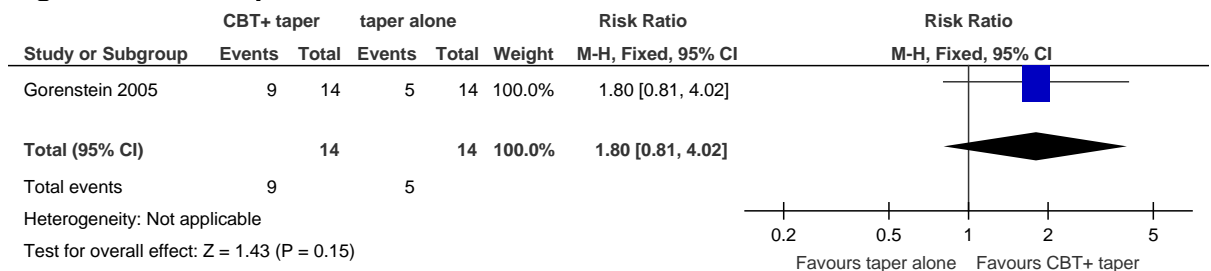 CBT+ taper taper alone Risk Ratio Risk Ratio
Study or Subgroup Events Total Events Total Weight M-H, Fixed, 95% CI M-H, Fixed, 95% CI
Gorenstein 2005 9 14 5 14 100.0% 1.80 [0.81, 4.02]
Total (95% CI) 14 14 100.0% 1.80 [0.81, 4.02]
Total events 9 5
Heterogeneity: Not applicable
Test for overall effect: Z = 1.43 (P = 0.15)
0.2 0.5 1 2 5
Favours taper alone Favours CBT+ taper